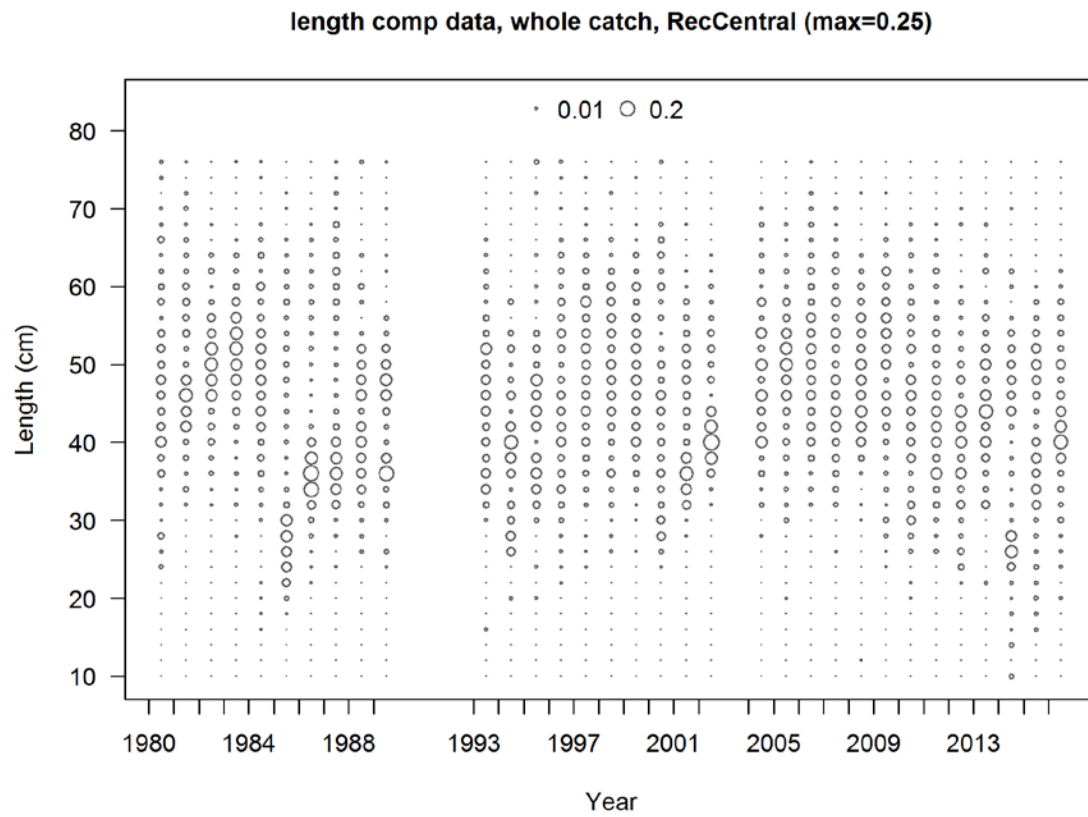 length comp data, whole catch, RecCentral (max=0.25)
0.01 0.2
80
70
60
50
40
30
20
10
Length (cm)
1980 1984 1988 1993 1997 2001 2005 2009 2013
Year